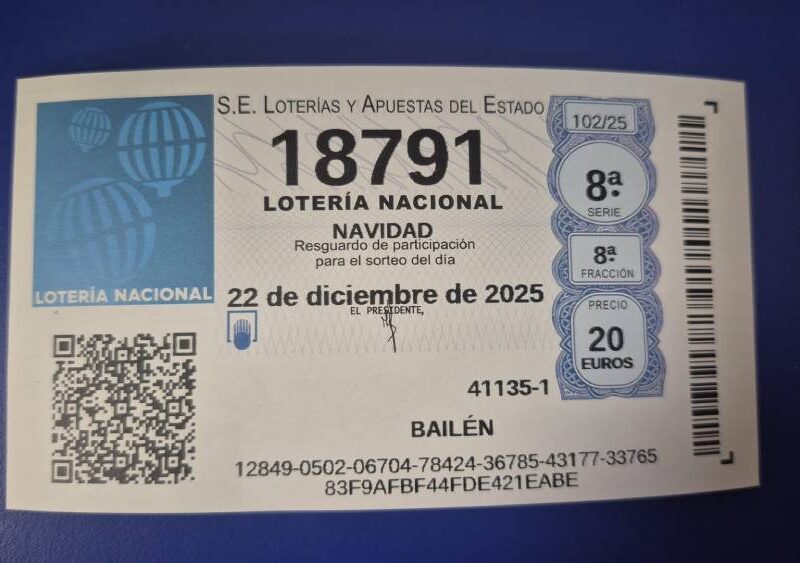 S.E. LOTERÍAS Y APUESTAS DEL ESTADO
18791
LOTERÍA NACIONAL
NAVIDAD
Resguardo de participación
para el sorteo del día
22 de diciembre de 2025
EL PRESIDENTE,
LOTERÍA NACIONAL
102/25
8ª
SERIE
8ª
FRACCIÓN
PRECIO
20
EUROS
41135-1
BAILÉN
12849-0502-06704-78424-36785-43177-33765
83F9AFBF44FDE421EABE